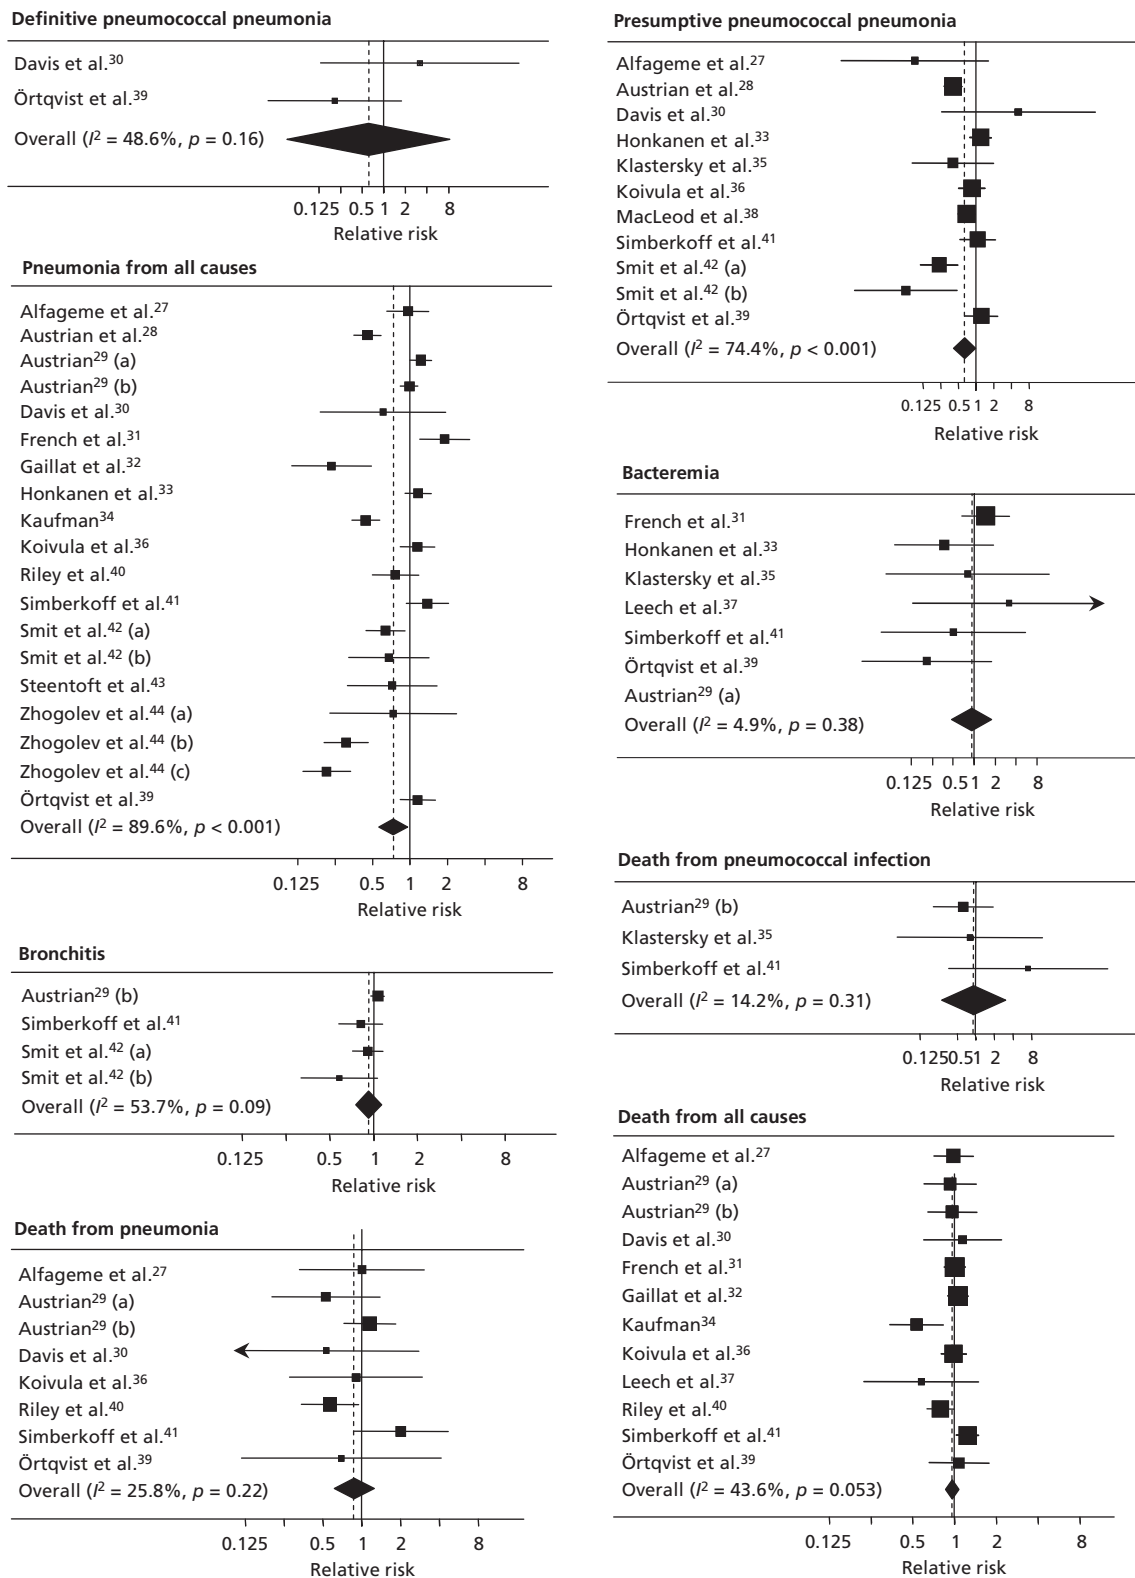 Definitive pneumococcal pneumonia
Davis et al.30
Örtqvist et al.39
Overall (I2 = 48.6%, p = 0.16)
0.125 0.5 1 2 8
Relative risk
Pneumonia from all causes
Alfageme et al.27
Austrian et al.28
Austrian29 (a)
Austrian29 (b)
Davis et al.30
French et al.31
Gaillat et al.32
Honkanen et al.33
Kaufman34
Koivula et al.36
Riley et al.40
Simberkoff et al.41
Smit et al.42 (a)
Smit et al.42 (b)
Steentoft et al.43
Zhogolev et al.44 (a)
Zhogolev et al.44 (b)
Zhogolev et al.44 (c)
Örtqvist et al.39
Overall (I2 = 89.6%, p < 0.001)
0.125 0.5 1 2 8
Relative risk
Bronchitis
Austrian29 (b)
Simberkoff et al.41
Smit et al.42 (a)
Smit et al.42 (b)
Overall (I2 = 53.7%, p = 0.09)
0.125 0.5 1 2 8
Relative risk
Death from pneumonia
Alfageme et al.27
Austrian29 (a)
Austrian29 (b)
Davis et al.30
Koivula et al.36
Riley et al.40
Simberkoff et al.41
Örtqvist et al.39
Overall (I2 = 25.8%, p = 0.22)
0.125 0.5 1 2 8
Relative risk
Presumptive pneumococcal pneumonia
Alfageme et al.27
Austrian et al.28
Davis et al.30
Honkanen et al.33
Klastersky et al.35
Koivula et al.36
MacLeod et al.38
Simberkoff et al.41
Smit et al.42 (a)
Smit et al.42 (b)
Örtqvist et al.39
Overall (I2 = 74.4%, p < 0.001)
0.125 0.5 1 2 8
Relative risk
Bacteremia
French et al.31
Honkanen et al.33
Klastersky et al.35
Leech et al.37
Simberkoff et al.41
Örtqvist et al.39
Austrian29 (a)
Overall (I2 = 4.9%, p = 0.38)
0.125 0.5 1 2 8
Relative risk
Death from pneumococcal infection
Austrian29 (b)
Klastersky et al.35
Simberkoff et al.41
Overall (I2 = 14.2%, p = 0.31)
0.125 0.5 1 2 8
Relative risk
Death from all causes
Alfageme et al.27
Austrian29 (a)
Austrian29 (b)
Davis et al.30
French et al.31
Gaillat et al.32
Kaufman34
Koivula et al.36
Leech et al.37
Riley et al.40
Simberkoff et al.41
Örtqvist et al.39
Overall (I2 = 43.6%, p = 0.053)
0.125 0.5 1 2 8
Relative risk